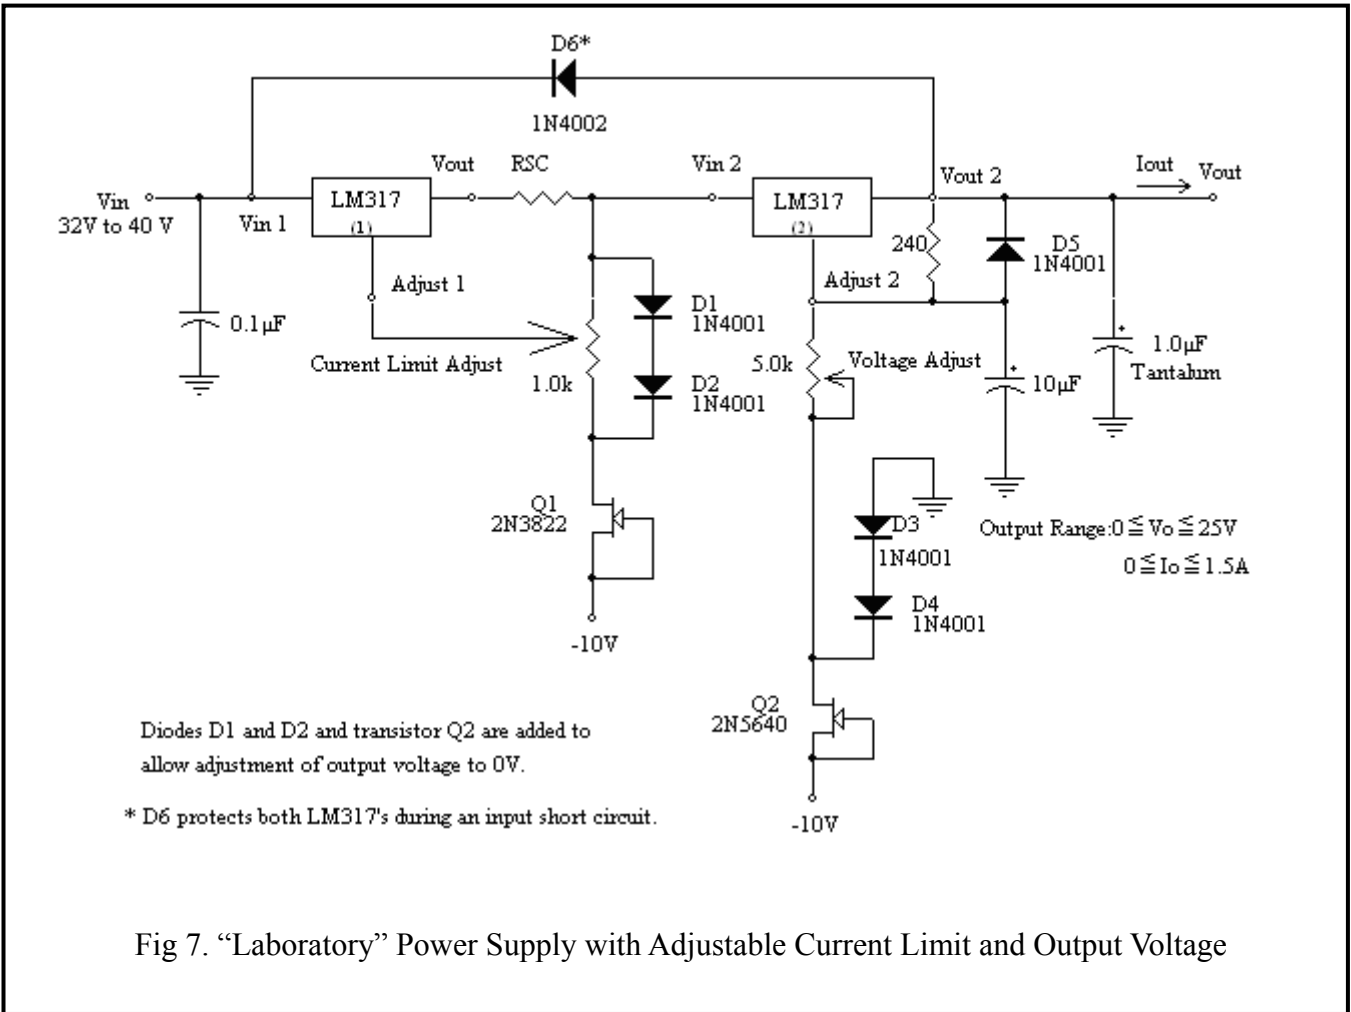 D6*
1N4002
Vin
32V to 40 V
Vin 1
LM317
(1)
Vout
RSC
Vin 2
LM317
(2)
Vout 2
Iout
Vout
0.1µF
Adjust 1
Current Limit Adjust
1.0k
D1
1N4001
D2
1N4001
Q1
2N3822
-10V
240
Adjust 2
D5
1N4001
5.0k
Voltage Adjust
+
10µF
+
1.0µF
Tantalum
D3
1N4001
D4
1N4001
Output Range:0≦Vo≦25V
0≦Io≦1.5A
Q2
2N5640
-10V
Diodes D1 and D2 and transistor Q2 are added to
allow adjustment of output voltage to 0V.
* D6 protects both LM317's during an input short circuit.
Fig 7. “Laboratory” Power Supply with Adjustable Current Limit and Output Voltage